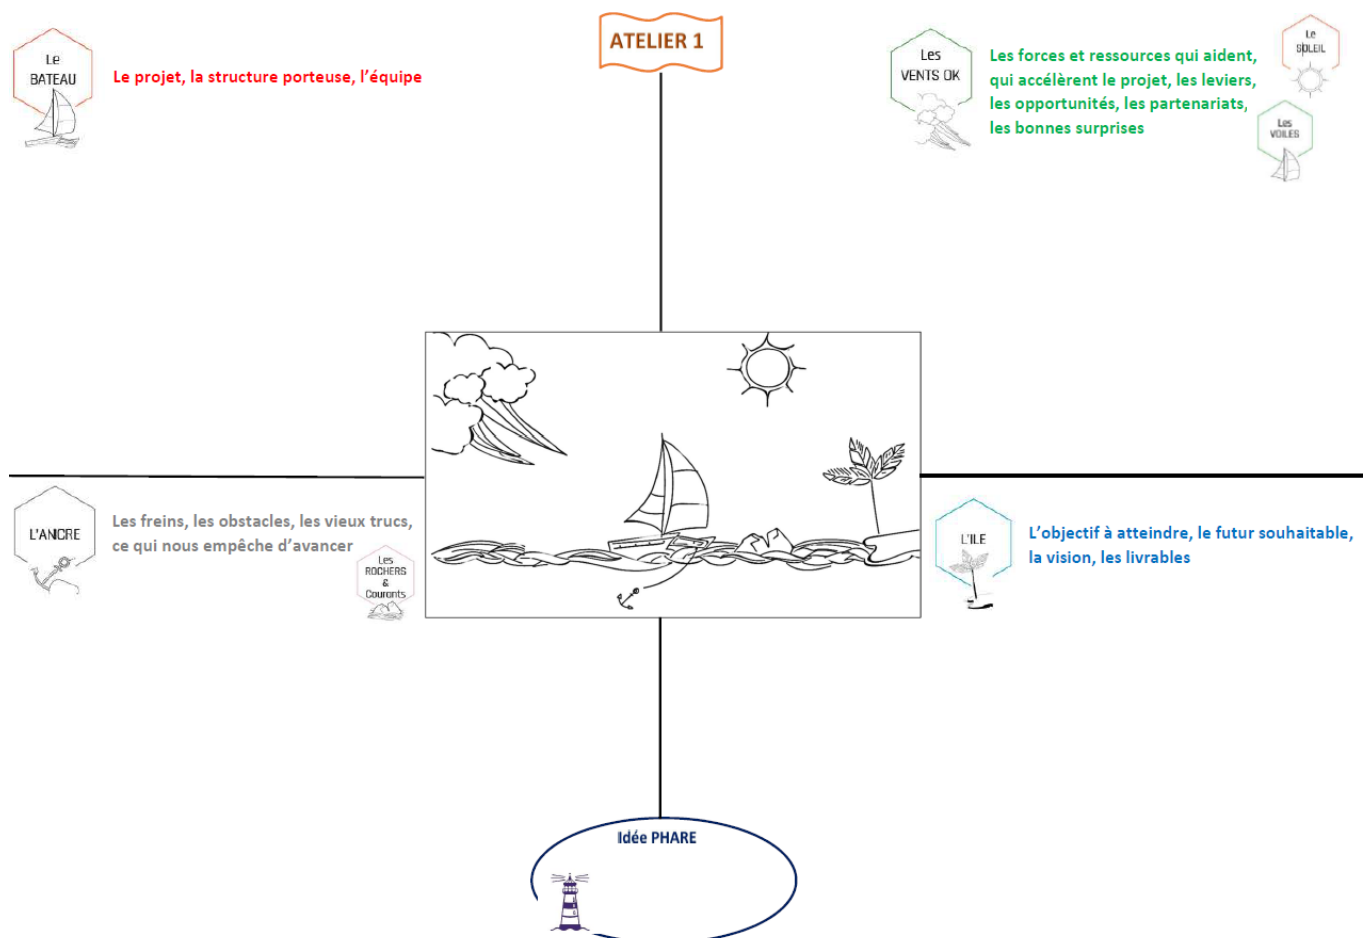 ATELIER 1
Le
BATEAU
Le projet, la structure porteuse, l’équipe
Les
VENTS OK
Les forces et ressources qui aident,
qui accélèrent le projet, les leviers,
les opportunités, les partenariats,
les bonnes surprises
Le
SOLEIL
Les
VOILES
L'ANCRE
Les freins, les obstacles, les vieux trucs,
ce qui nous empêche d’avancer
Les
ROCHERS
&
Courants
L'ILE
L’objectif à atteindre, le futur souhaitable,
la vision, les livrables
Idée PHARE